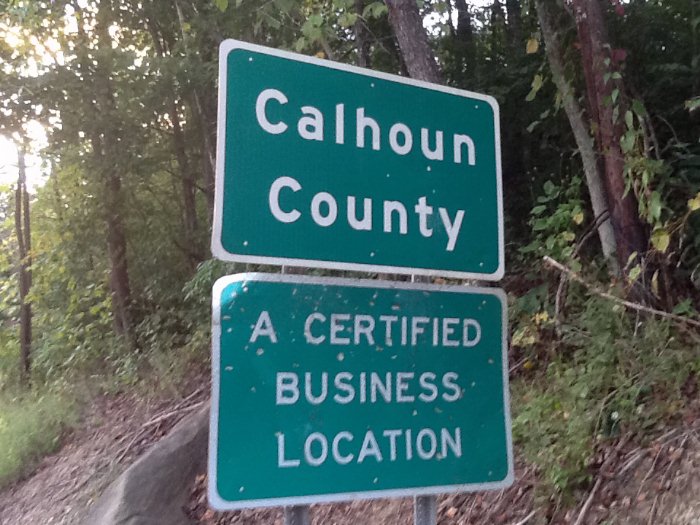 Calhoun
County
A CERTIFIED
BUSINESS
LOCATION